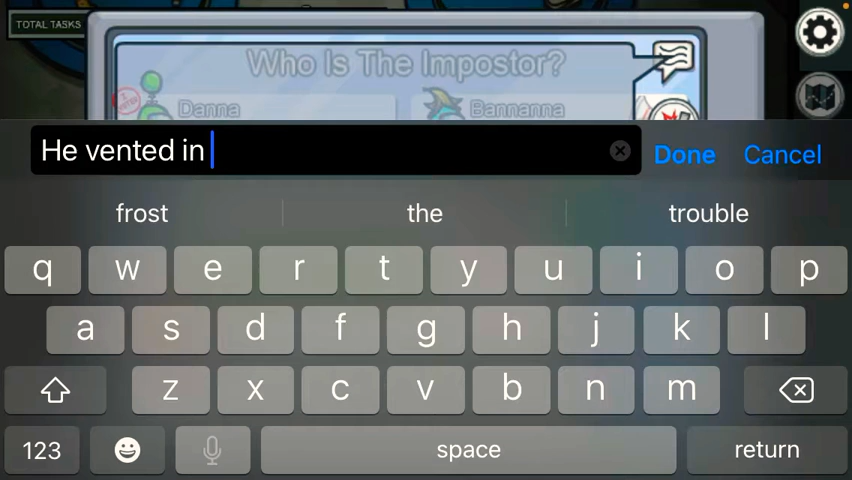 TOTAL TASKS
Who Is The Impostor?
I VOTED
Danna
Bannanna
He vented in
Done
Cancel
frost
the
trouble
q w e r t y u i o p
a s d f g h j k l
z x c v b n m
123
space
return